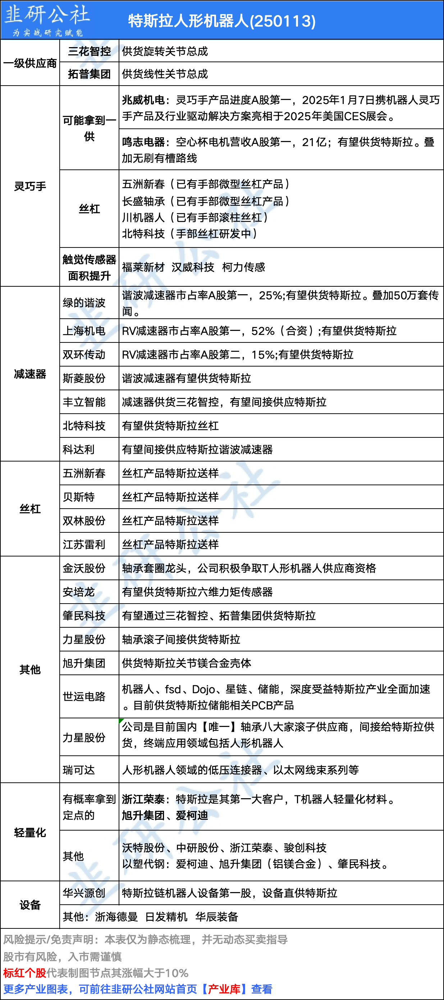 韭研公社
为实战研究赋能
特斯拉人形机器人(250113)
一级供应商
三花智控
供货旋转关节总成
拓普集团
供货线性关节总成
灵巧手
可能拿到一
供
兆威机电：灵巧手产品进度A股第一，2025年1月7日携机器人灵巧
手产品及行业驱动解决方案亮相于2025年美国CES展会。
鸣志电器：空心杯电机营收A股第一，21亿；有望供货特斯拉。叠
加无刷有槽路线
丝杠
五洲新春（已有手部微型丝杠产品）
长盛轴承（已有手部微型丝杠产品）
川机器人（已有手部滚柱丝杠）
北特科技（手部丝杠研发中）
触觉传感器
面积提升
福莱新材 汉威科技 柯力传感
减速器
绿的谐波
谐波减速器市占率A股第一，25%;有望供货特斯拉。叠加50万套传
闻。
上海机电
RV减速器市占率A股第一，52%（合资）;有望供货特斯拉
双环传动
RV减速器市占率A股第二，15%;有望供货特斯拉
斯菱股份
谐波减速器有望供货特斯拉
丰立智能
减速器供货三花智控，有望间接供应特斯拉
北特科技
有望供货特斯拉丝杠
科达利
有望间接供应特斯拉谐波减速器
丝杠
五洲新春
丝杠产品特斯拉送样
贝斯特
丝杠产品特斯拉送样
双林股份
丝杠产品特斯拉送样
江苏雷利
丝杠产品特斯拉送样
其他
金沃股份
轴承套圈龙头，公司积极争取T人形机器人供应商资格
安培龙
有望供货特斯拉六维力矩传感器
肇民科技
有望通过三花智控、拓普集团供货特斯拉
力星股份
轴承滚子间接供货特斯拉
旭升集团
供货特斯拉关节镁合金壳体
世运电路
机器人、fsd、Dojo、星链、储能，深度受益特斯拉产业全面加速
。目前供货特斯拉储能相关PCB产品
力星股份
公司是目前国内【唯一】轴承八大家滚子供应商，间接给特斯拉供
货，终端应用领域包括人形机器人
瑞可达
人形机器人领域的低压连接器、以太网线束系列等
轻量化
有概率拿到
定点的
浙江荣泰：特斯拉是其第一大客户，T机器人轻量化材料。
旭升集团、爱柯迪
其他
沃特股份、中研股份、浙江荣泰、骏创科技
以塑代钢：爱柯迪、旭升集团（铝镁合金）、肇民科技。
设备
华兴源创
特斯拉链机器人设备第一股，设备直供特斯拉
其他：浙海德曼 日发精机 华辰装备
风险提示/免责声明：本表仅为静态梳理，并无动态买卖指导
股市有风险，入市需谨慎
标红个股代表制图节点其涨幅大于10%
更多产业图表，可前往韭研公社网站首页【产业库】查看
韭研公社
韭研公社
韭研公社